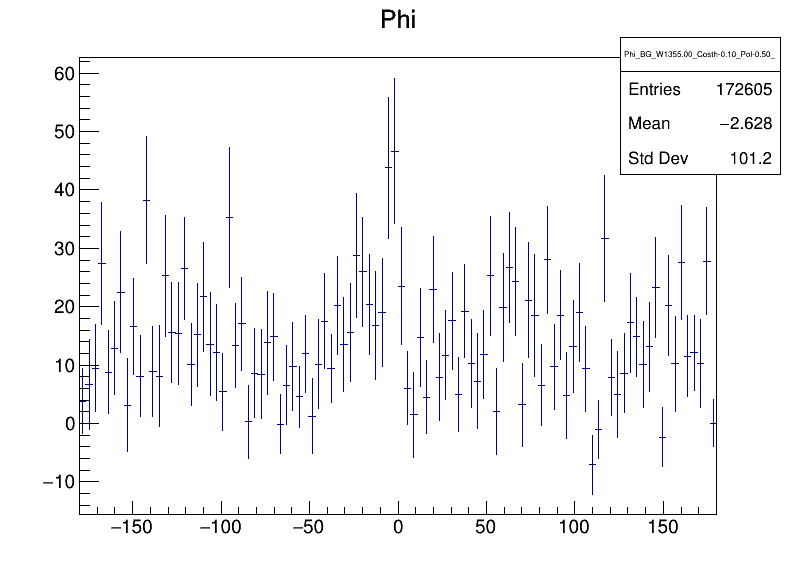 Phi
Phi_BG_W1355.00_Costh-0.10_Pol-0.50_
Entries 172605
Mean −2.628
Std Dev 101.2
60
50
40
30
20
10
0
−10
−150 −100 −50 0 50 100 150